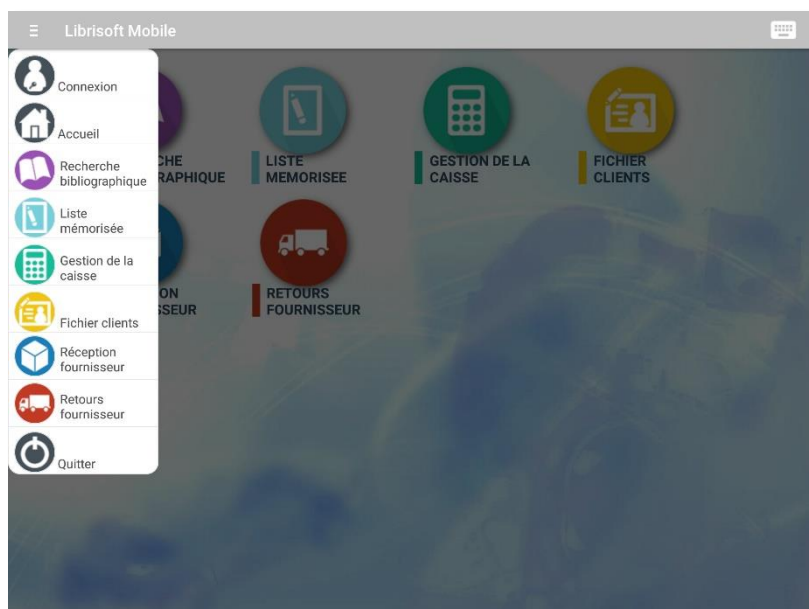 Librisoft Mobile
Connexion
Accueil
Recherche
bibliographique
Liste
mémorisée
Gestion de la
caisse
Fichier clients
Réception
fournisseur
Retours
fournisseur
Quitter
CHE
RAPHIQUE
LISTE
MEMORISEE
GESTION DE LA
CAISSE
FICHIER
CLIENTS
ON
SSEUR
RETOURS
FOURNISSEUR